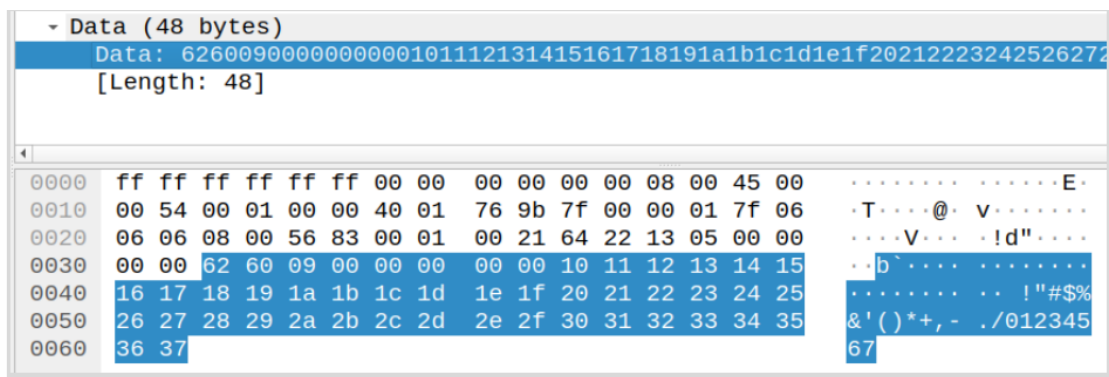 Data (48 bytes)
Data: 6260090000000000101112131415161718191a1b1c1d1e1f20212223242526272
[Length: 48]
0000 ff ff ff ff ff ff 00 00 00 00 00 00 08 00 45 00 ········ ······E·
0010 00 54 00 01 00 00 40 01 76 9b 7f 00 00 01 7f 06 ·T····@· v·······
0020 06 06 08 00 56 83 00 01 00 21 64 22 13 05 00 00 ····V··· ·!d"····
0030 00 00 62 60 09 00 00 00 00 00 10 11 12 13 14 15 ··b`···· ········
0040 16 17 18 19 1a 1b 1c 1d 1e 1f 20 21 22 23 24 25 ········ ·· !"#$%
0050 26 27 28 29 2a 2b 2c 2d 2e 2f 30 31 32 33 34 35 &'()*+,- ./012345
0060 36 37 67